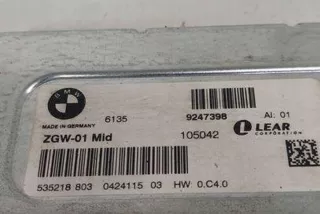 BMW
MADE IN GERMANY
6135 9247398 AI: 01
ZGW-01 Mid 105042 LEAR
CORPORATION
535218 803 0424115 03 HW 0.C4.0